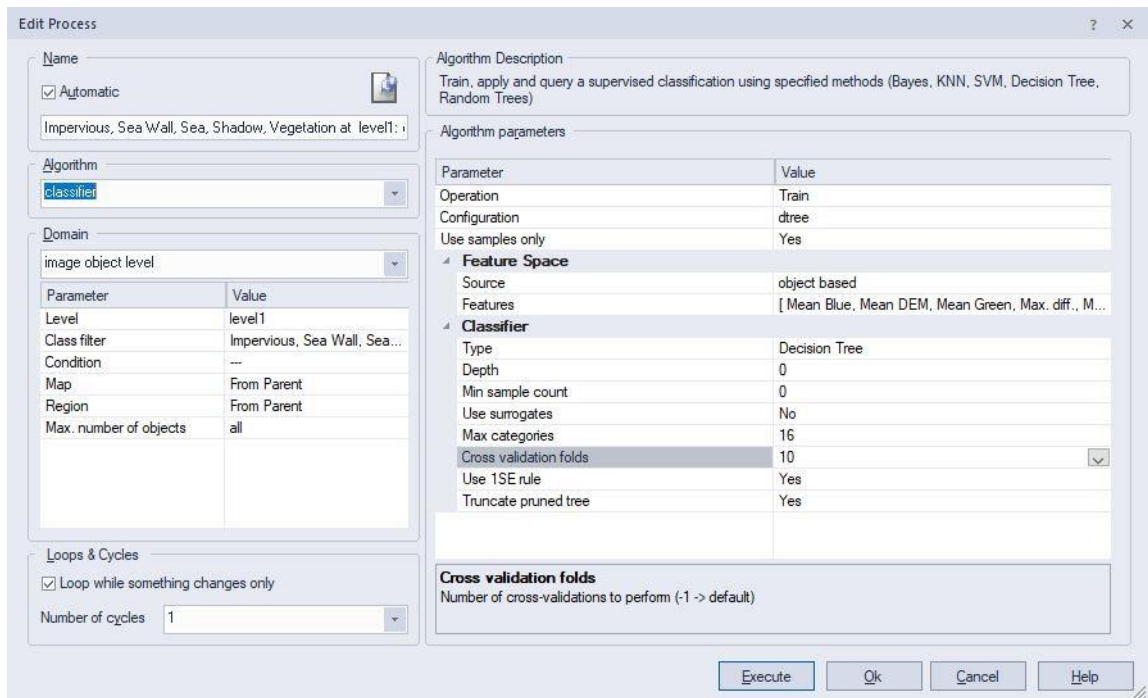 Edit Process
Name
Automatic
Impervious, Sea Wall, Sea, Shadow, Vegetation at level1:
Algorithm
classifier
Domain
image object level
Parameter Value
Level level1
Class filter Impervious, Sea Wall, Sea...
Condition ---
Map From Parent
Region From Parent
Max. number of objects all
Loops & Cycles
Loop while something changes only
Number of cycles 1
Algorithm Description
Train, apply and query a supervised classification using specified methods (Bayes, KNN, SVM, Decision Tree,
Random Trees)
Algorithm parameters
Parameter Value
Operation Train
Configuration dtree
Use samples only Yes
Feature Space
Source object based
Features [ Mean Blue, Mean DEM, Mean Green, Max. diff., M...
Classifier
Type Decision Tree
Depth 0
Min sample count 0
Use surrogates No
Max categories 16
Cross validation folds 10
Use 1SE rule Yes
Truncate pruned tree Yes
Cross validation folds
Number of cross-validations to perform (-1 -> default)
Execute Ok Cancel Help